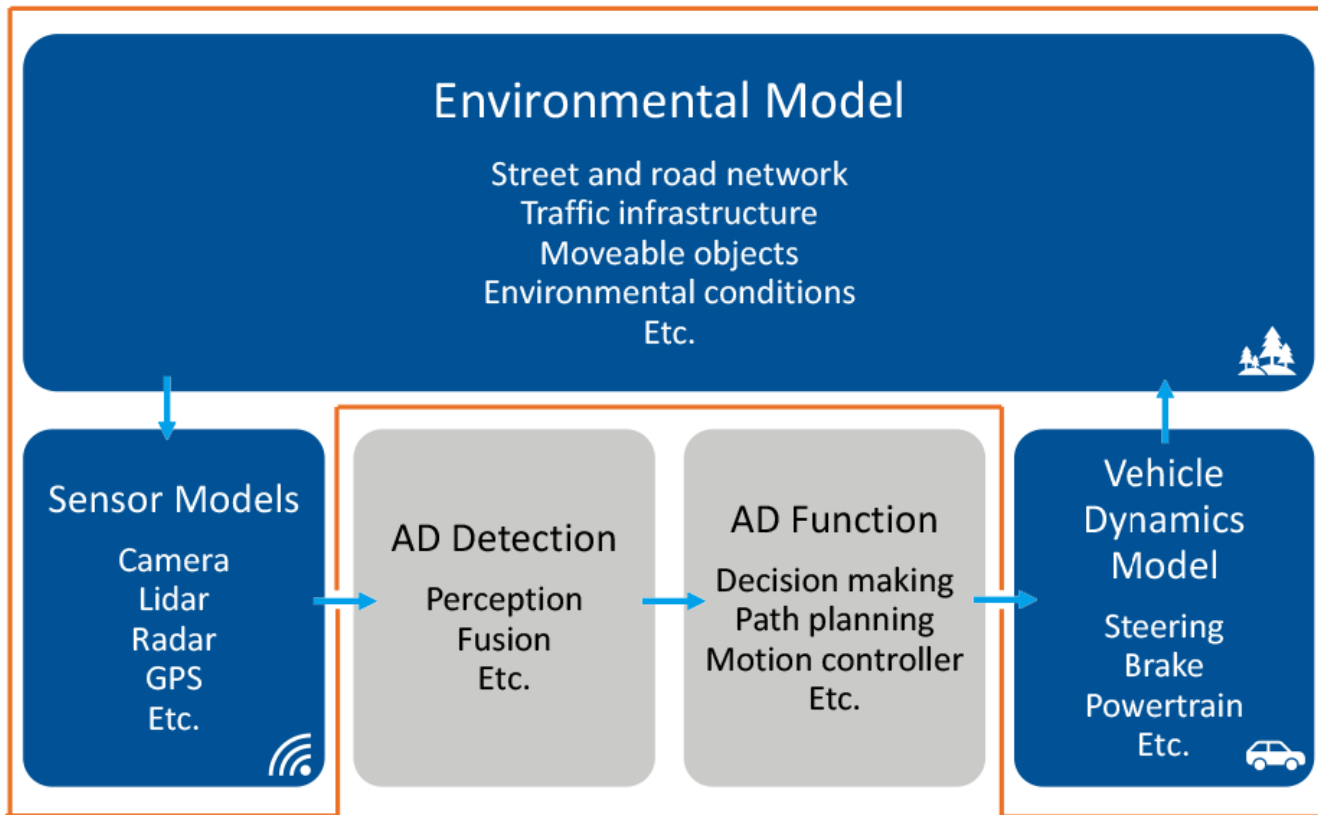 Environmental Model
Street and road network
Traffic infrastructure
Moveable objects
Environmental conditions
Etc.
Sensor Models
Camera
Lidar
Radar
GPS
Etc.
AD Detection
Perception
Fusion
Etc.
AD Function
Decision making
Path planning
Motion controller
Etc.
Vehicle
Dynamics
Model
Steering
Brake
Powertrain
Etc.